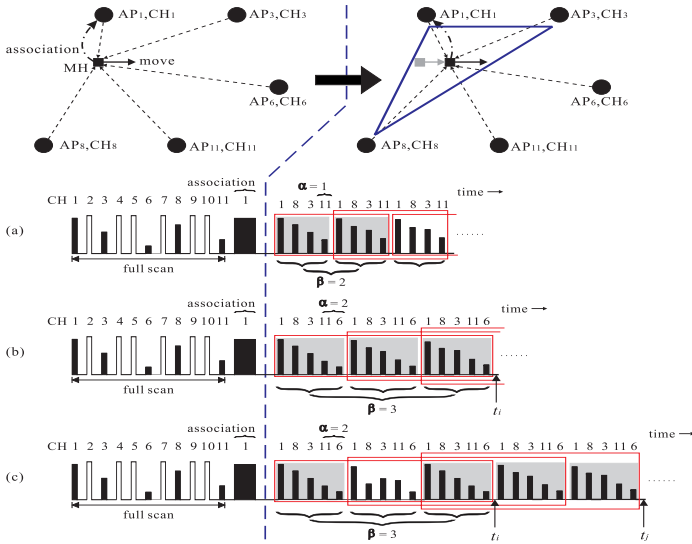 AP1,CH1 AP3,CH3 AP1,CH1 AP3,CH3
association
MH move
AP6,CH6 AP6,CH6
AP8,CH8 AP11,CH11 AP8,CH8 AP11,CH11
association α = 1 time →
CH 1 2 3 4 5 6 7 8 9 10 11 1 1 8 3 11 1 8 3 11 1 8 3 11
(a) ......
full scan β = 2
association α = 2 time →
CH 1 2 3 4 5 6 7 8 9 10 11 1 1 8 3 11 6 1 8 3 11 6 1 8 3 11 6
(b) ......
full scan β = 3 ti
association α = 2 time →
CH 1 2 3 4 5 6 7 8 9 10 11 1 1 8 3 11 6 1 8 3 11 6 1 8 3 11 6 1 8 3 11 6 1 8 3 11 6
(c) ......
full scan β = 3 ti tj